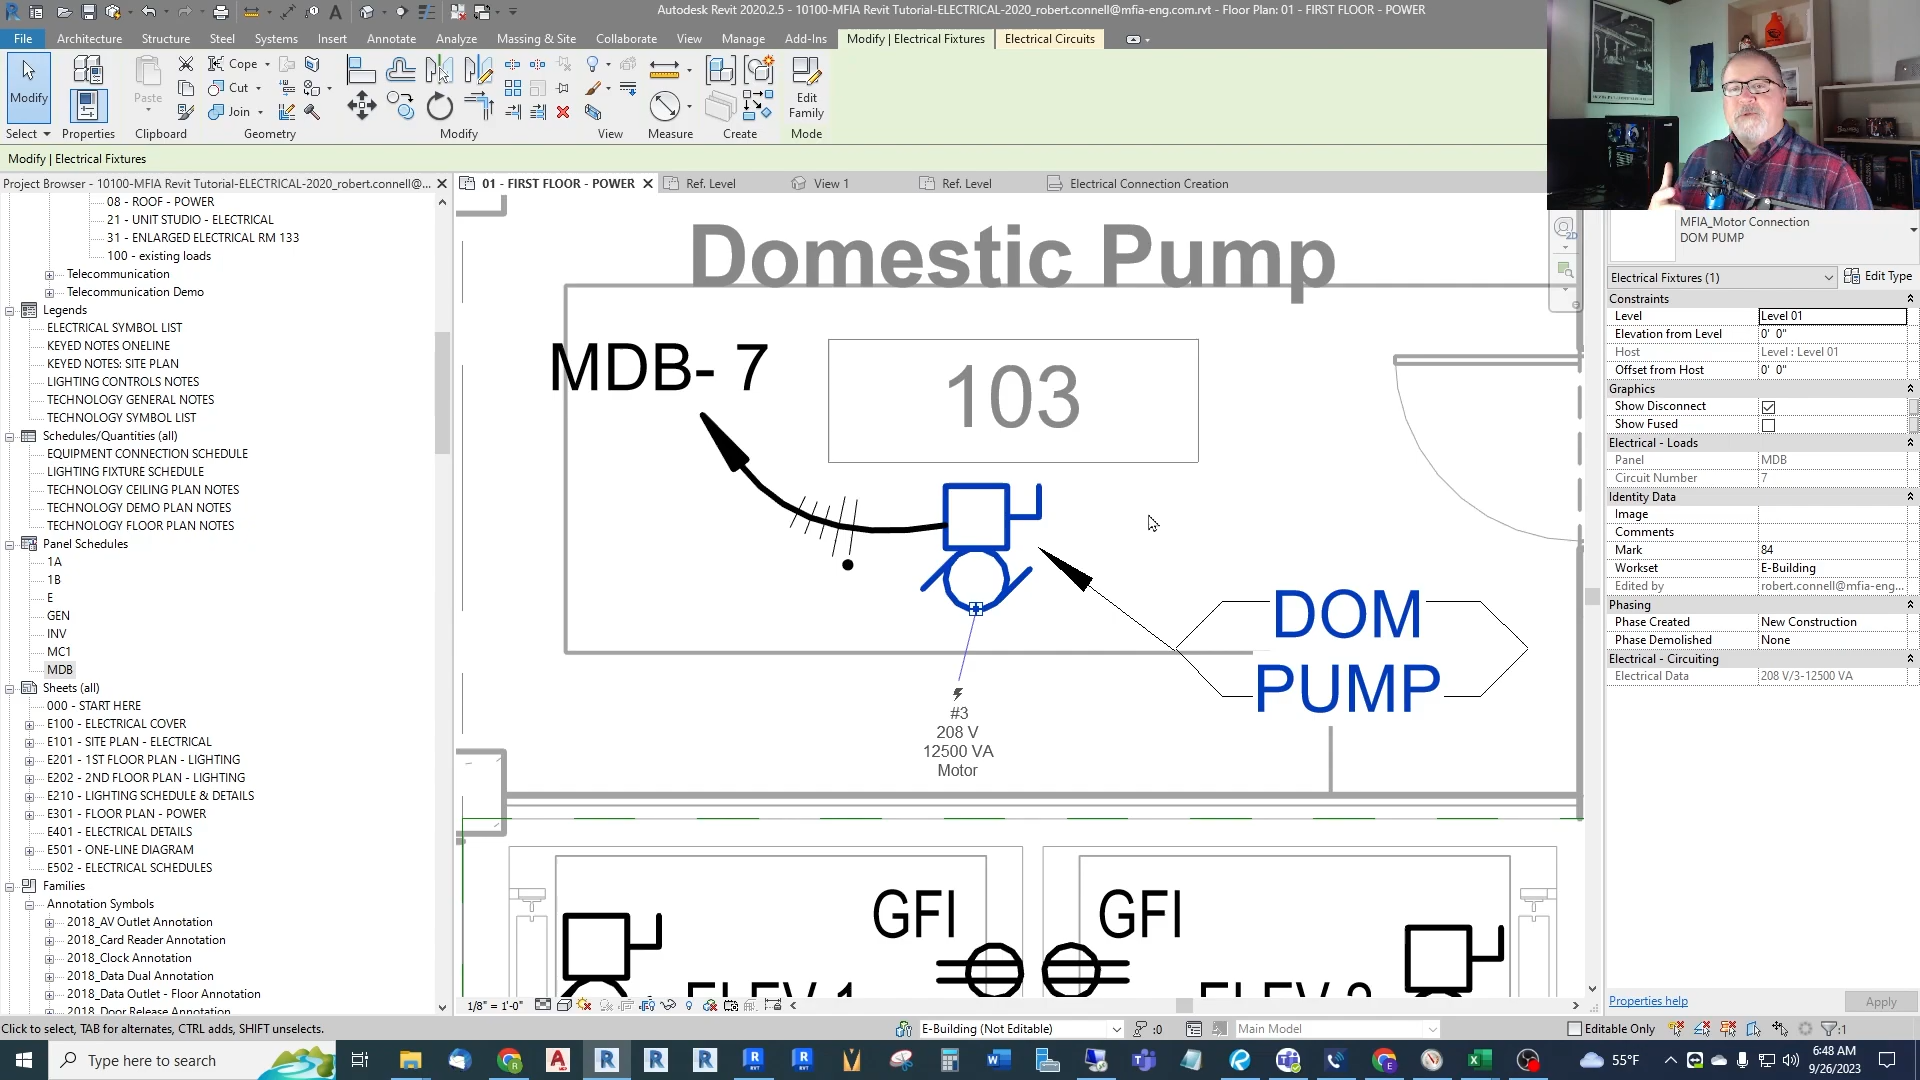 Autodesk Revit 2020.2.5 - 10100-MFIA Revit Tutorial-ELECTRICAL-2020_robert.connell@mfia-eng.com.rvt - Floor Plan: 01 - FIRST FLOOR - POWER
File Architecture Structure Steel Systems Insert Annotate Analyze Massing & Site Collaborate View Manage Add-Ins Modify | Electrical Fixtures Electrical Circuits
Cope
Cut
Join
Modify
Paste
Edit
Family
Select Properties Clipboard Geometry Modify View Measure Create Mode
Modify | Electrical Fixtures
Project Browser - 10100-MFIA Revit Tutorial-ELECTRICAL-2020_robert.connell@...
08 - ROOF - POWER
21 - UNIT STUDIO - ELECTRICAL
31 - ENLARGED ELECTRICAL RM 133
100 - existing loads
Telecommunication
Telecommunication Demo
Legends
ELECTRICAL SYMBOL LIST
KEYED NOTES ONELINE
KEYED NOTES: SITE PLAN
LIGHTING CONTROLS NOTES
TECHNOLOGY GENERAL NOTES
TECHNOLOGY SYMBOL LIST
Schedules/Quantities (all)
EQUIPMENT CONNECTION SCHEDULE
LIGHTING FIXTURE SCHEDULE
TECHNOLOGY CEILING PLAN NOTES
TECHNOLOGY DEMO PLAN NOTES
TECHNOLOGY FLOOR PLAN NOTES
Panel Schedules
1A
1B
E
GEN
INV
MC1
MDB
Sheets (all)
000 - START HERE
E100 - ELECTRICAL COVER
E101 - SITE PLAN - ELECTRICAL
E201 - 1ST FLOOR PLAN - LIGHTING
E202 - 2ND FLOOR PLAN - LIGHTING
E210 - LIGHTING SCHEDULE & DETAILS
E301 - FLOOR PLAN - POWER
E401 - ELECTRICAL DETAILS
E501 - ONE-LINE DIAGRAM
E502 - ELECTRICAL SCHEDULES
Families
Annotation Symbols
2018_AV Outlet Annotation
2018_Card Reader Annotation
2018_Clock Annotation
2018_Data Dual Annotation
2018_Data Outlet - Floor Annotation
2018_Door Release Annotation
01 - FIRST FLOOR - POWER
Ref. Level
View 1
Ref. Level
Electrical Connection Creation
Domestic Pump
MDB- 7
103
DOM
PUMP
#3
208 V
12500 VA
Motor
GFI
GFI
ELEV 1
ELEV 2
1/8" = 1'-0"
2D
MFIA_Motor Connection
DOM PUMP
Electrical Fixtures (1)
Edit Type
Constraints
Level Level 01
Elevation from Level 0' 0"
Host Level : Level 01
Offset from Host 0' 0"
Graphics
Show Disconnect
Show Fused
Electrical - Loads
Panel MDB
Circuit Number 7
Identity Data
Image
Comments
Mark 84
Workset E-Building
Edited by robert.connell@mfia-eng...
Phasing
Phase Created New Construction
Phase Demolished None
Electrical - Circuiting
Electrical Data 208 V/3-12500 VA
Properties help
Apply
Click to select, TAB for alternates, CTRL adds, SHIFT unselects.
E-Building (Not Editable)
:0
Main Model
Editable Only
:1
Type here to search
55°F
6:48 AM
9/26/2023